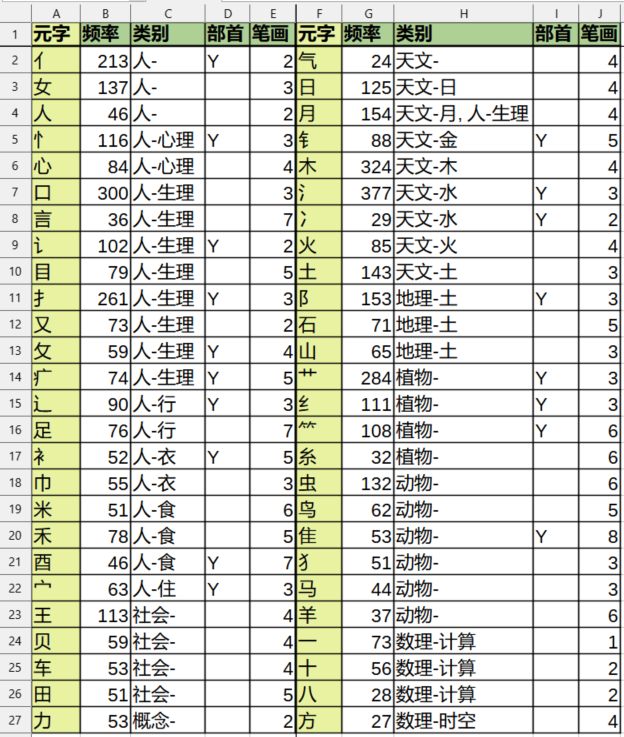 A B C D E F G H I J
1 元字 频率 类别 部首 笔画 元字 频率 类别 部首 笔画
2 亻 213 人- Y 2 气 24 天文- 4
3 女 137 人- 3 日 125 天文-日 4
4 人 46 人- 2 月 154 天文-月, 人-生理 4
5 忄 116 人-心理 Y 3 钅 88 天文-金 Y 5
6 心 84 人-心理 4 木 324 天文-木 4
7 口 300 人-生理 3 氵 377 天文-水 Y 3
8 言 36 人-生理 7 冫 29 天文-水 Y 2
9 讠 102 人-生理 Y 2 火 85 天文-火 4
10 目 79 人-生理 5 土 143 天文-土 3
11 扌 261 人-生理 Y 3 阝 153 地理-土 Y 3
12 又 73 人-生理 2 石 71 地理-土 5
13 攵 59 人-生理 Y 4 山 65 地理-土 3
14 疒 74 人-生理 Y 5 艹 284 植物- Y 3
15 辶 90 人-行 Y 3 纟 111 植物- Y 3
16 足 76 人-行 7 ⺮ 108 植物- Y 6
17 衤 52 人-衣 Y 5 糸 32 植物- 6
18 巾 55 人-衣 3 虫 132 动物- 6
19 米 51 人-食 6 鸟 62 动物- 5
20 禾 78 人-食 5 隹 53 动物- Y 8
21 酉 46 人-食 Y 7 犭 51 动物- 3
22 宀 63 人-住 Y 3 马 44 动物- 3
23 王 113 社会- 4 羊 37 动物- 6
24 贝 59 社会- 4 一 73 数理-计算 1
25 车 53 社会- 4 十 56 数理-计算 2
26 田 51 社会- 5 八 28 数理-计算 2
27 力 53 概念- 2 方 27 数理-时空 4